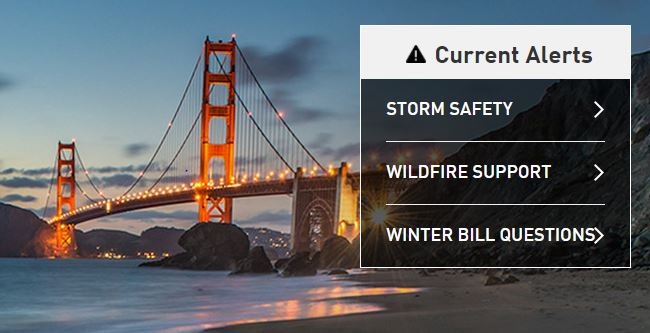 Current Alerts
STORM SAFETY
WILDFIRE SUPPORT
WINTER BILL QUESTIONS